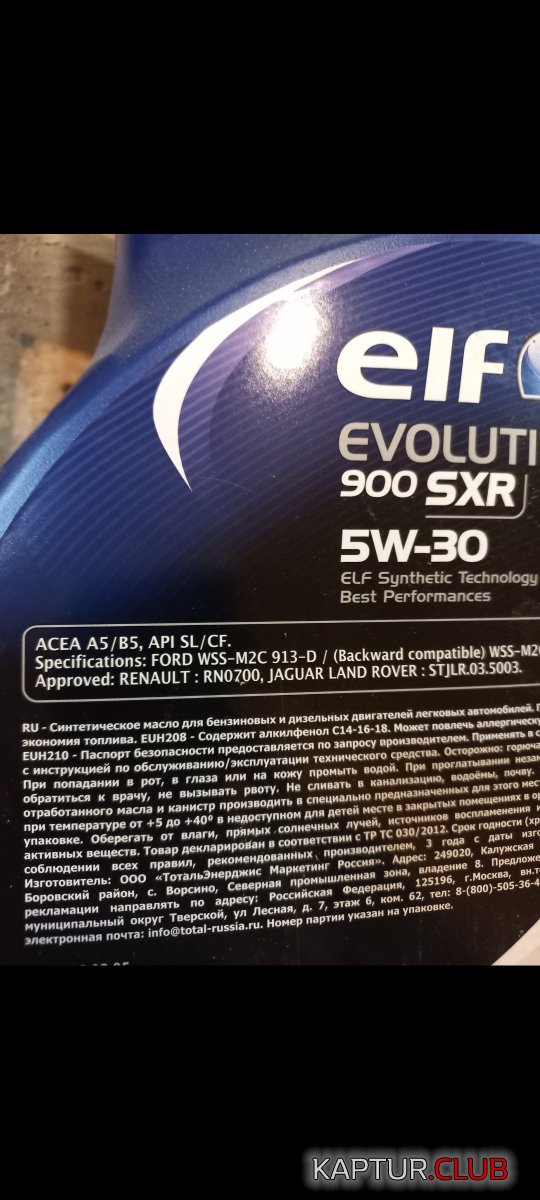 elf
EVOLUTI
900 SXR
5W-30
ELF Synthetic Technology
Best Performances
ACEA A5/B5, API SL/CF.
Specifications: FORD WSS-M2C 913-D / (Backward compatible) WSS-M2
Approved: RENAULT : RN0700, JAGUAR LAND ROVER : STJLR.03.5003.
RU - Синтетическое масло для бензиновых и дизельных двигателей легковых автомобилей. П
экономия топлива. EUH208 - Содержит алкилфенол C14-16-18. Может повлечь аллергическу
EUH210 - Паспорт безопасности предоставляется по запросу производителем. Применять в с
с инструкцией по обслуживанию/эксплуатации технического средства. Осторожно: горюча
При попадании в рот, в глаза или на кожу промыть водой. При проглатывании незам
обратиться к врачу, не вызывать рвоту. Не сливать в канализацию, водоёмы, почву.
отработанного масла и канистр производить в специально предназначенных для этого мест
при температуре от +5 до +40° в недоступном для детей месте в закрытых помещениях в ор
упаковке. Оберегать от влаги, прямых солнечных лучей, источников воспламенения и
активных веществ. Товар декларирован в соответствии с ТР ТС 030/2012. Срок годности (хр
соблюдении всех правил, рекомендованных производителем, 3 года с даты изго
Изготовитель: ООО «ТотальЭнерджис Маркетинг Россия». Адрес: 249020, Калужская
Боровский район, с. Ворсино, Северная промышленная зона, владение 8. Предложе
рекламации направлять по адресу: Российская Федерация, 125196, г.Москва, вн.т
муниципальный округ Тверской, ул Лесная, д. 7, этаж 6, ком. 62, тел: 8-(800)-505-36-4
электронная почта: info@total-russia.ru. Номер партии указан на упаковке.
KAPTUR.CLUB